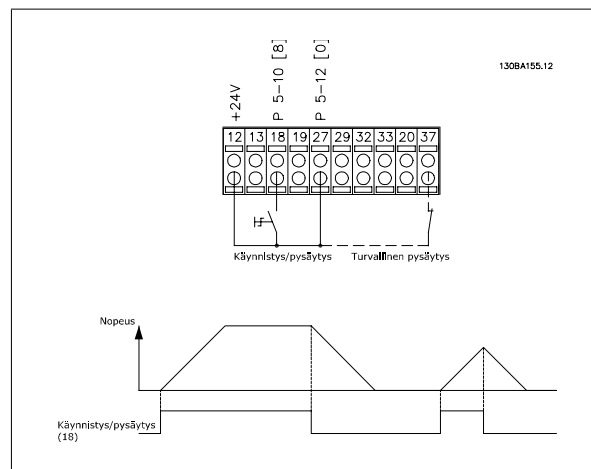 130BA155.12
+24V
P 5-10 [8]
P 5-12 [0]
12 13 18 19 27 29 32 33 20 37
Käynnistys/pysäytys Turvallinen pysäytys
Nopeus
Käynnistys/pysäytys
(18)